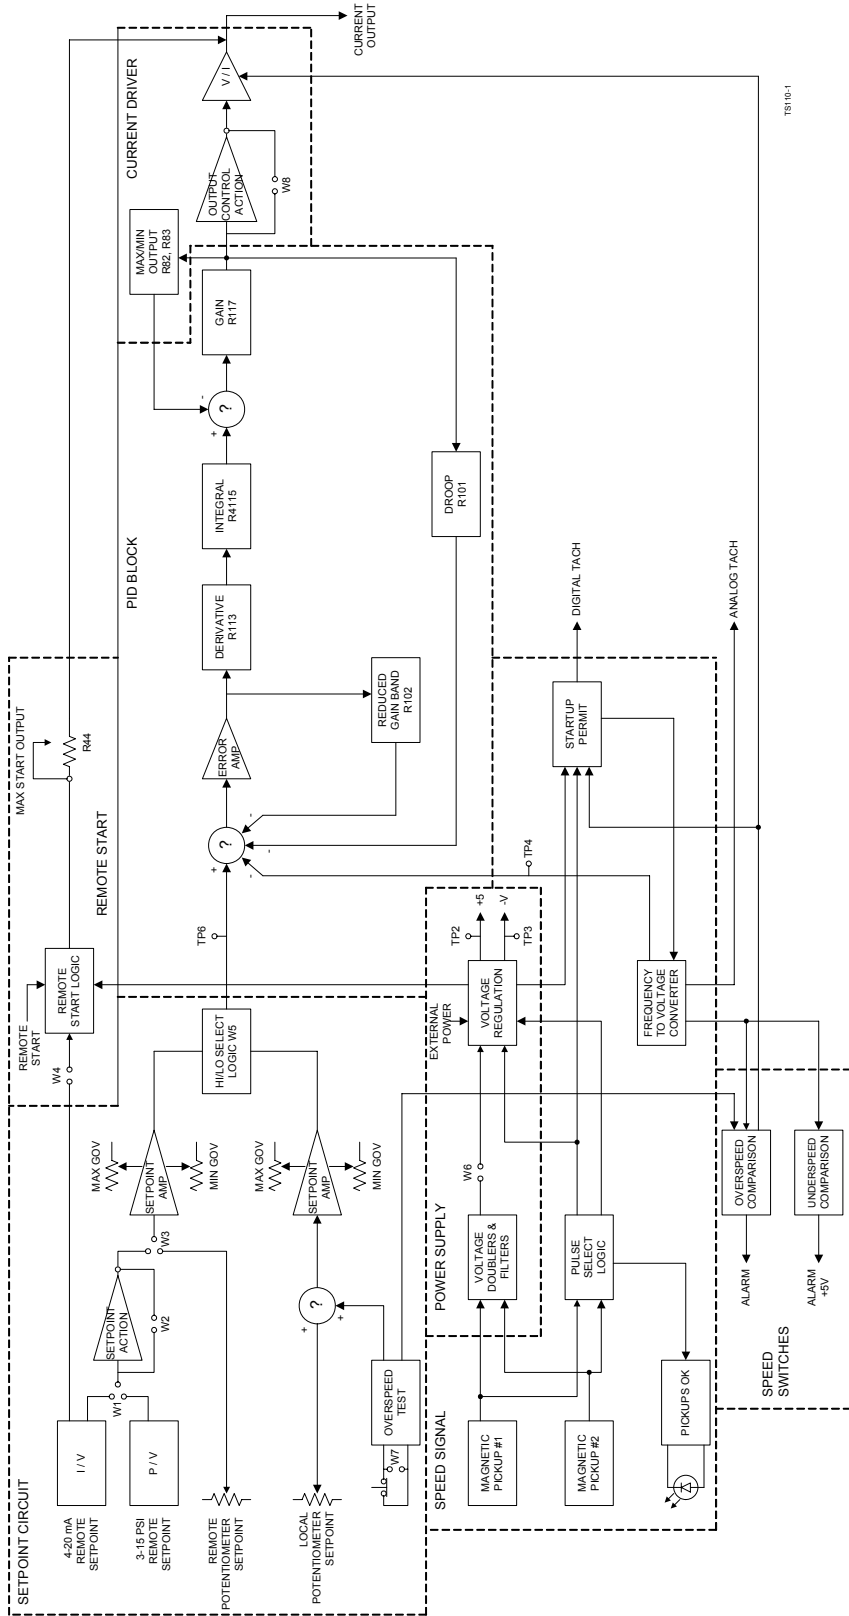 SETPOINT CIRCUIT
4-20 mA
REMOTE
SETPOINT
I / V
3-15 PSI
REMOTE
SETPOINT
P / V
W1
SETPOINT
ACTION
W2
W3
REMOTE
POTENTIOMETER
SETPOINT
MAX GOV
SETPOINT
AMP
MIN GOV
LOCAL
POTENTIOMETER
SETPOINT
+
?
+
MAX GOV
SETPOINT
AMP
MIN GOV
W7
OVERSPEED
TEST
HI/LO SELECT
LOGIC W5
TP6
REMOTE START
REMOTE
START
W4
REMOTE
START LOGIC
MAX START OUTPUT
R44
PID BLOCK
+
?
-
-
-
ERROR
AMP
REDUCED
GAIN BAND
R102
DERIVATIVE
R113
INTEGRAL
R4115
+
-
?
GAIN
R117
DROOP
R101
CURRENT DRIVER
MAX/MIN
OUTPUT
R82, R83
OUTPUT
CONTROL
ACTION
W8
V / I
CURRENT
OUTPUT
POWER SUPPLY
VOLTAGE
DOUBLERS &
FILTERS
W6
EXTERNAL
POWER
VOLTAGE
REGULATION
TP2
+5
TP3
-V
TP4
SPEED SIGNAL
MAGNETIC
PICKUP #1
MAGNETIC
PICKUP #2
PULSE
SELECT
LOGIC
PICKUPS OK
STARTUP
PERMIT
DIGITAL TACH
FREQUENCY
TO VOLTAGE
CONVERTER
ANALOG TACH
SPEED
SWITCHES
ALARM
OVERSPEED
COMPARISON
ALARM
+5V
UNDERSPEED
COMPARISON
TS110-1